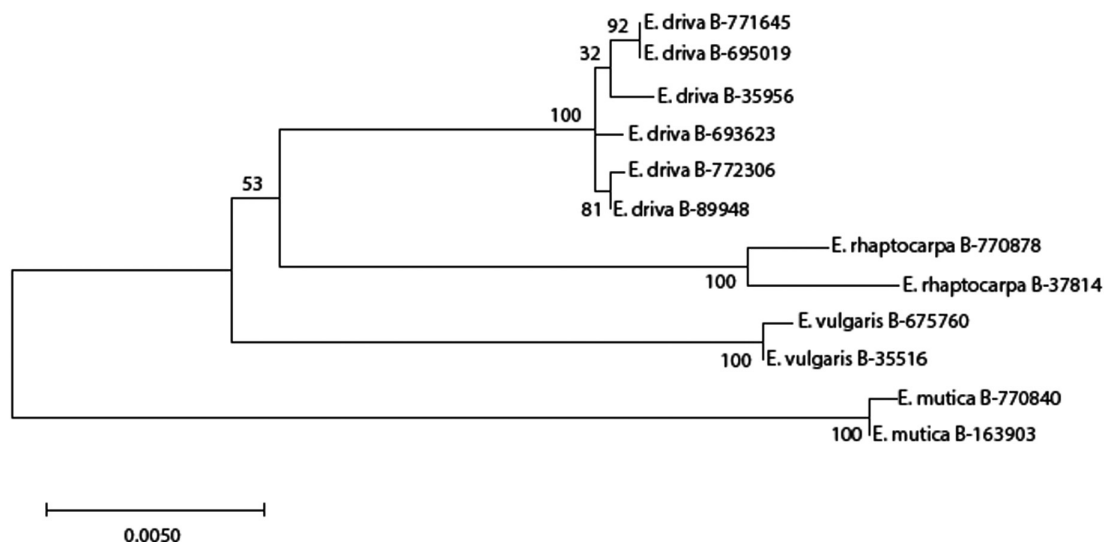 92
E. driva B-771645
E. driva B-695019
32
E. driva B-35956
100
E. driva B-693623
E. driva B-772306
81
E. driva B-89948
53
E. rhaptocarpa B-770878
100
E. rhaptocarpa B-37814
E. vulgaris B-675760
100
E. vulgaris B-35516
E. mutica B-770840
100
E. mutica B-163903
0.0050